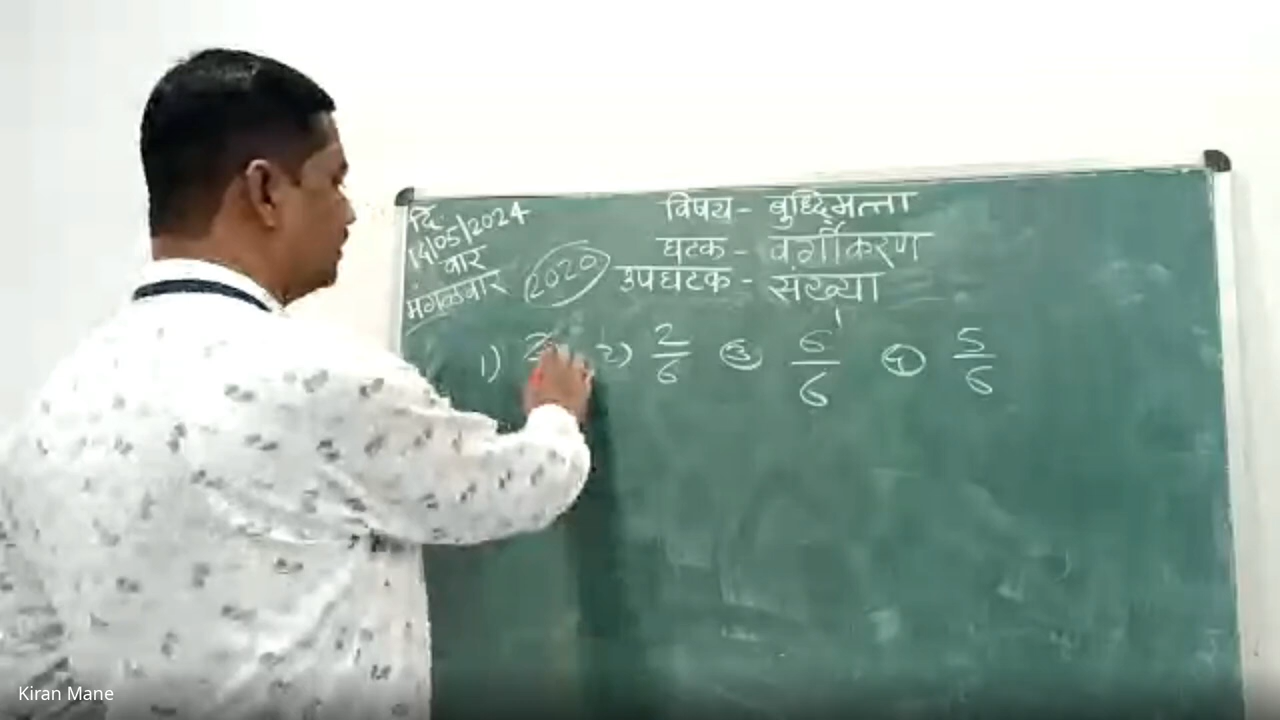 दि:
14/05/2024
वार
मंगळवार
2020
विषय - बुध्दिमत्ता
घटक - वर्गीकरण
उपघटक - संख्या
1) 2) 2/6 ③ 6/6 ④ 5/6
Kiran Mane